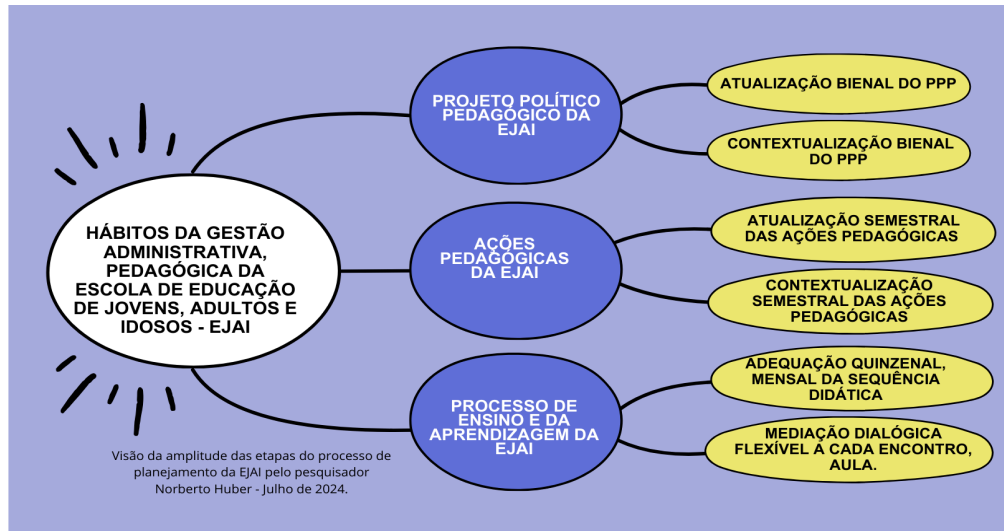 HÁBITOS DA GESTÃO
ADMINISTRATIVA,
PEDAGÓGICA DA
ESCOLA DE EDUCAÇÃO
DE JOVENS, ADULTOS E
IDOSOS - EJAI
PROJETO POLÍTICO
PEDAGÓGICO DA
EJAI
ATUALIZAÇÃO BIENAL DO PPP
CONTEXTUALIZAÇÃO BIENAL
DO PPP
AÇÕES
PEDAGÓGICAS
DA EJAI
ATUALIZAÇÃO SEMESTRAL
DAS AÇÕES PEDAGÓGICAS
CONTEXTUALIZAÇÃO
SEMESTRAL DAS AÇÕES
PEDAGÓGICAS
PROCESSO DE
ENSINO E DA
APRENDIZAGEM DA
EJAI
ADEQUAÇÃO QUINZENAL,
MENSAL DA SEQUÊNCIA
DIDÁTICA
MEDIAÇÃO DIALÓGICA
FLEXÍVEL A CADA ENCONTRO,
AULA.
Visão da amplitude das etapas do processo de
planejamento da EJAI pelo pesquisador
Norberto Huber - Julho de 2024.